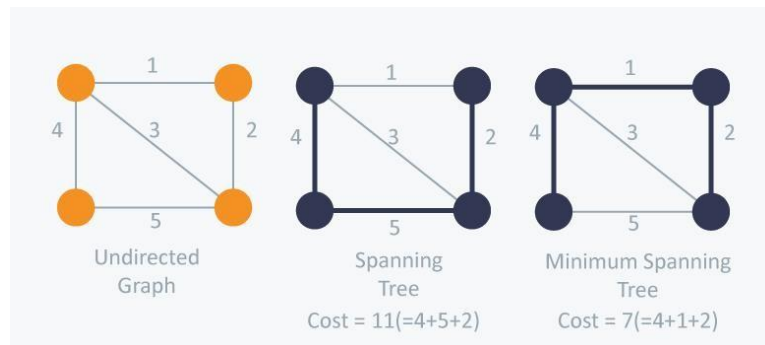 1
4
3
2
5
Undirected
Graph
1
4
3
2
5
Spanning
Tree
Cost = 11(=4+5+2)
1
4
3
2
5
Minimum Spanning
Tree
Cost = 7(=4+1+2)